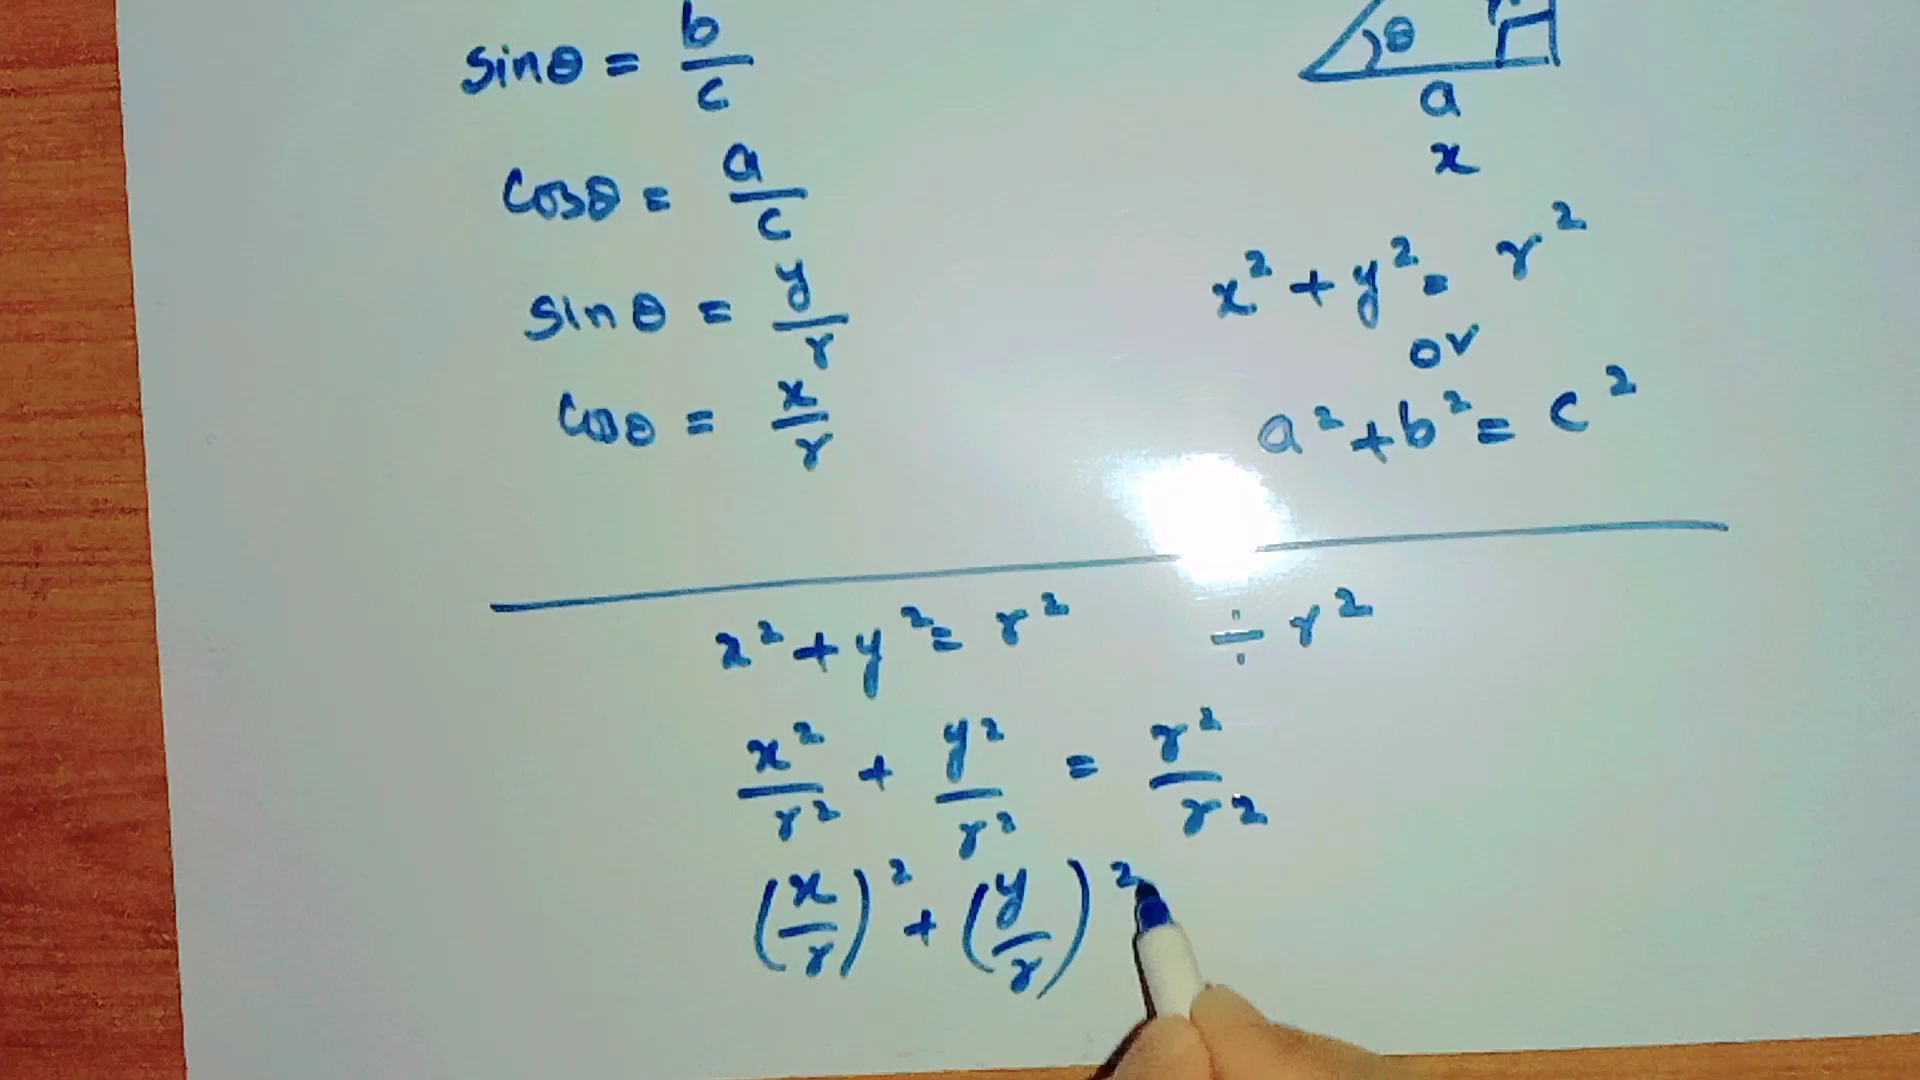 sinθ = b/c
θ
a
x
cosθ = a/c
sinθ = y/r
cosθ = x/r
x² + y² = r²
or
a² + b² = c²
x² + y² = r² ÷ r²
x²/r² + y²/r² = r²/r²
(x/r)² + (y/r)²